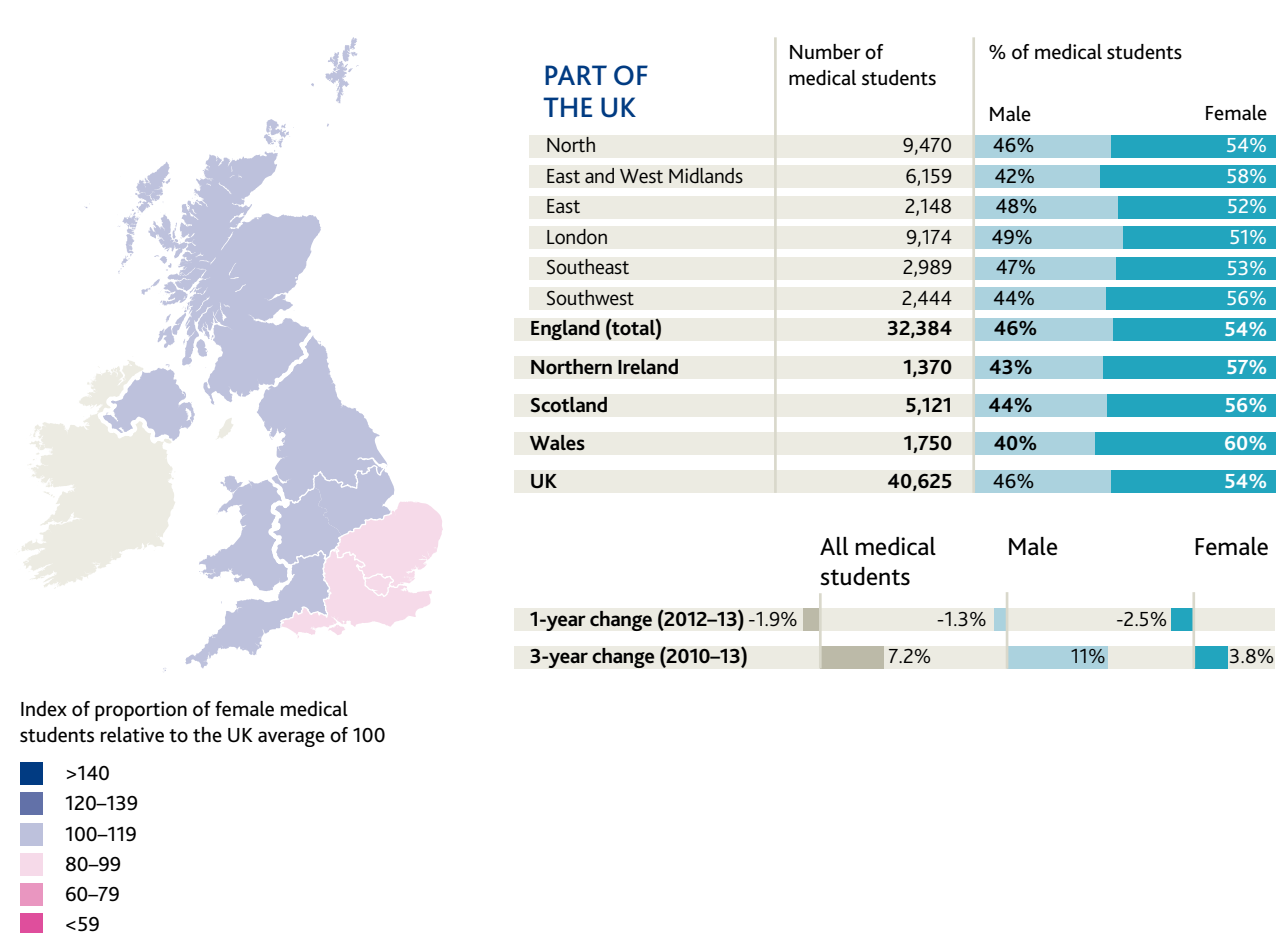 PART OF
THE UK
Number of
medical students
% of medical students
Male
Female
North 9,470 46% 54%
East and West Midlands 6,159 42% 58%
East 2,148 48% 52%
London 9,174 49% 51%
Southeast 2,989 47% 53%
Southwest 2,444 44% 56%
England (total) 32,384 46% 54%
Northern Ireland 1,370 43% 57%
Scotland 5,121 44% 56%
Wales 1,750 40% 60%
UK 40,625 46% 54%
All medical
students
Male
Female
1-year change (2012–13) -1.9% -1.3% -2.5%
3-year change (2010–13) 7.2% 11% 3.8%
Index of proportion of female medical
students relative to the UK average of 100
>140
120–139
100–119
80–99
60–79
<59